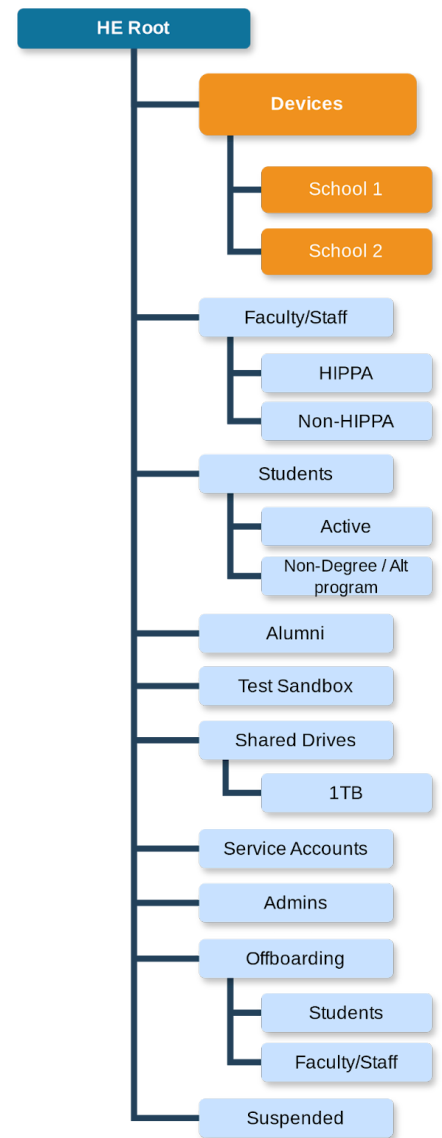 HE Root
Devices
School 1
School 2
Faculty/Staff
HIPPA
Non-HIPPA
Students
Active
Non-Degree / Alt
program
Alumni
Test Sandbox
Shared Drives
1TB
Service Accounts
Admins
Offboarding
Students
Faculty/Staff
Suspended